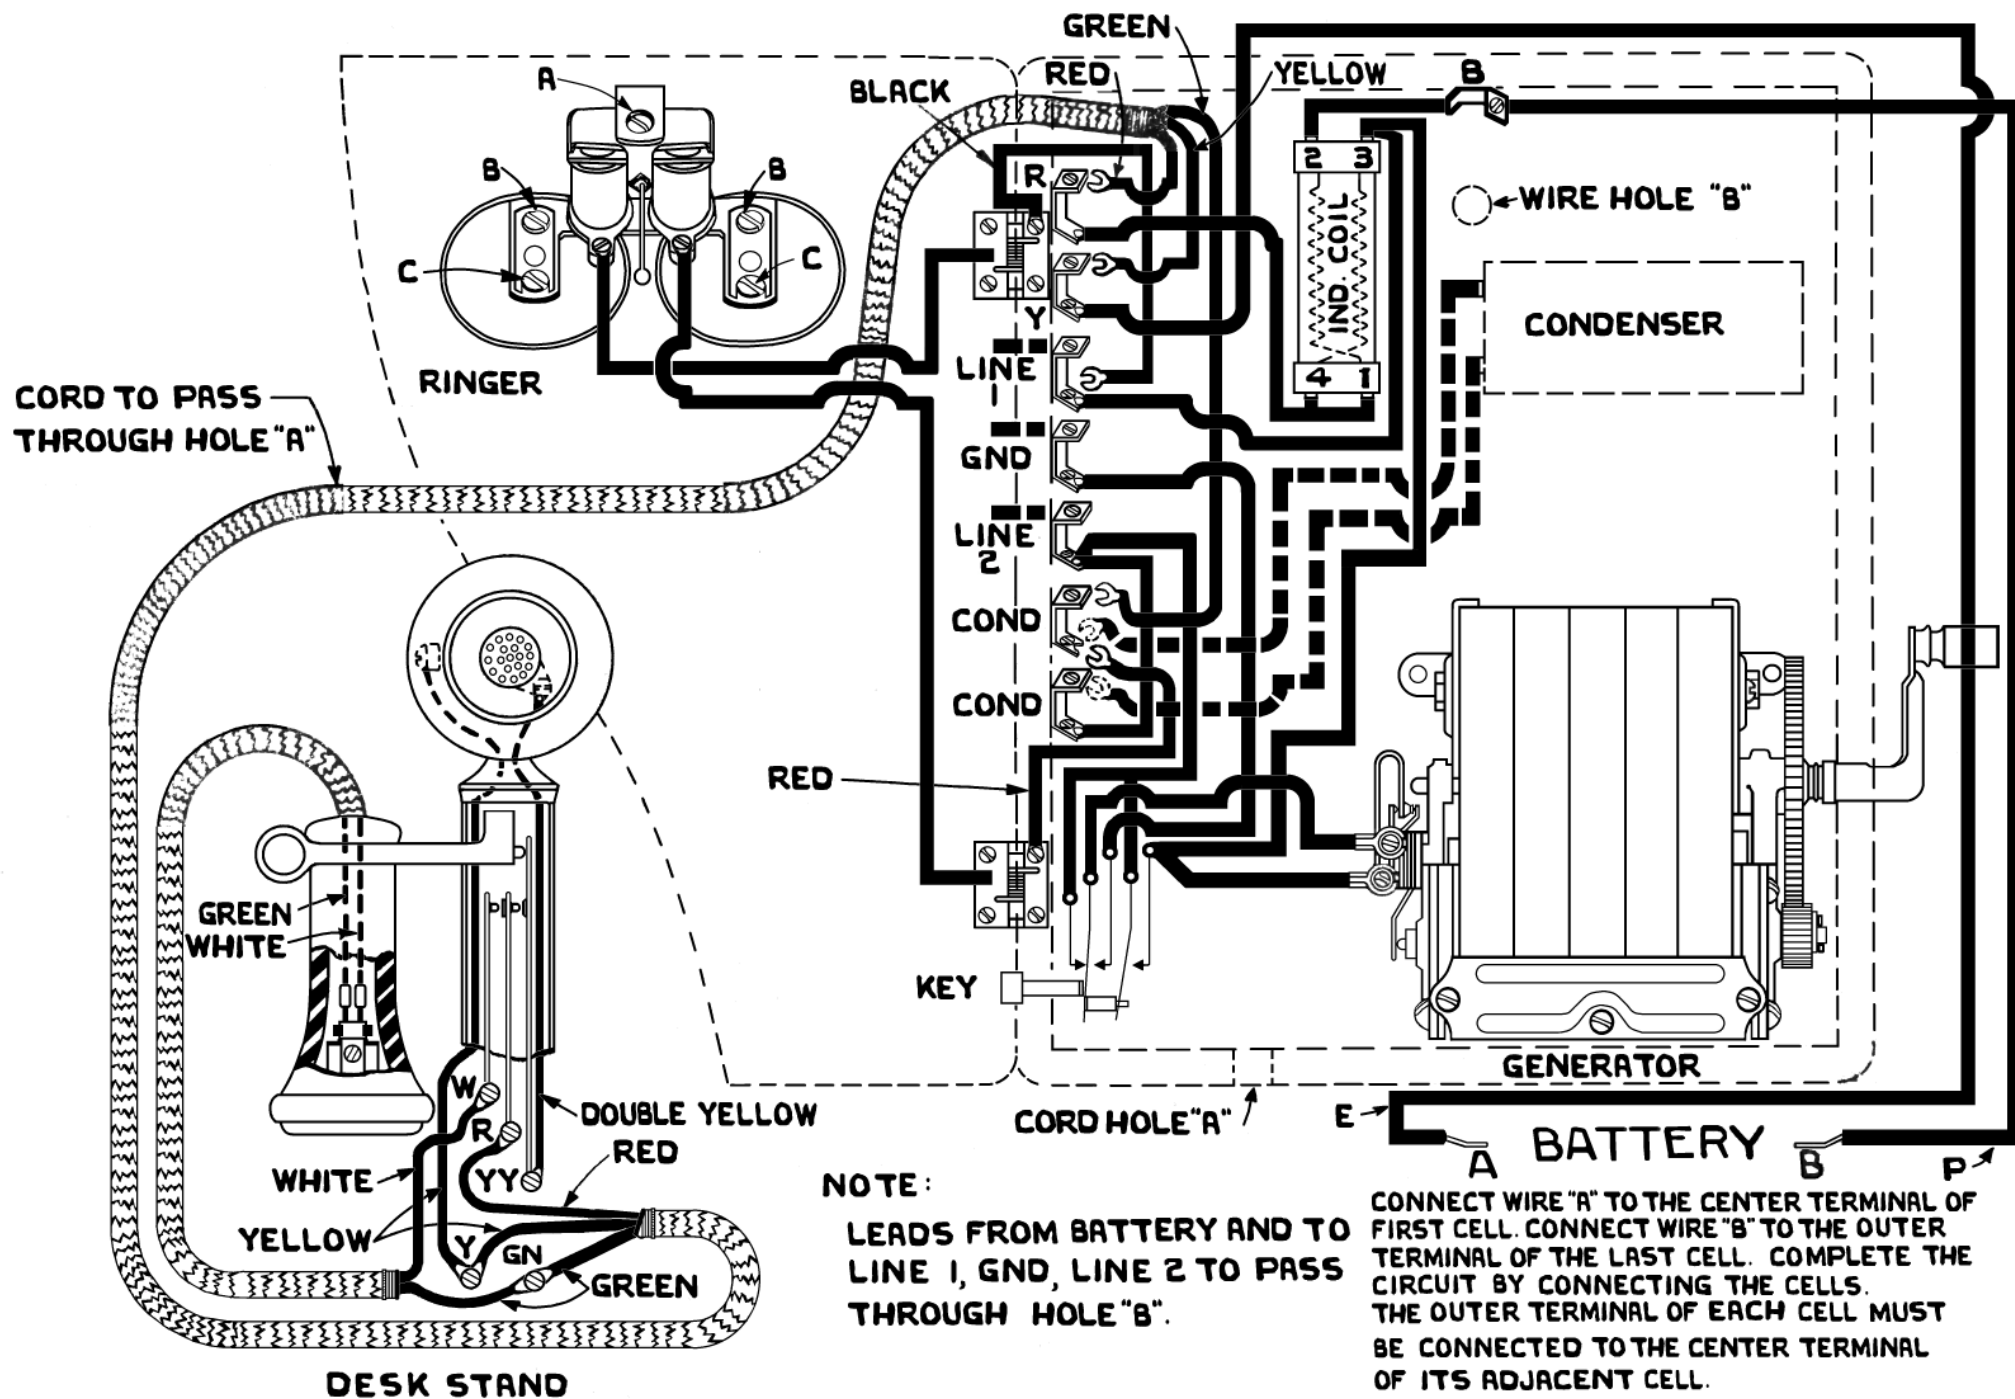 GREEN
RED
YELLOW
B
BLACK
A
B
B
C
C
RINGER
R
Y
2 3
IND. COIL
4 1
WIRE HOLE "B"
CONDENSER
CORD TO PASS
THROUGH HOLE "A"
LINE
1
GND
LINE
2
COND
COND
RED
KEY
GREEN
WHITE
GENERATOR
CORD HOLE "A"
E
A
BATTERY
B
P
W
R
YY
DOUBLE YELLOW
RED
WHITE
YELLOW
Y
GN
GREEN
DESK STAND
NOTE:
LEADS FROM BATTERY AND TO
LINE 1, GND, LINE 2 TO PASS
THROUGH HOLE "B".
CONNECT WIRE "A" TO THE CENTER TERMINAL OF
FIRST CELL. CONNECT WIRE "B" TO THE OUTER
TERMINAL OF THE LAST CELL. COMPLETE THE
CIRCUIT BY CONNECTING THE CELLS.
THE OUTER TERMINAL OF EACH CELL MUST
BE CONNECTED TO THE CENTER TERMINAL
OF ITS ADJACENT CELL.